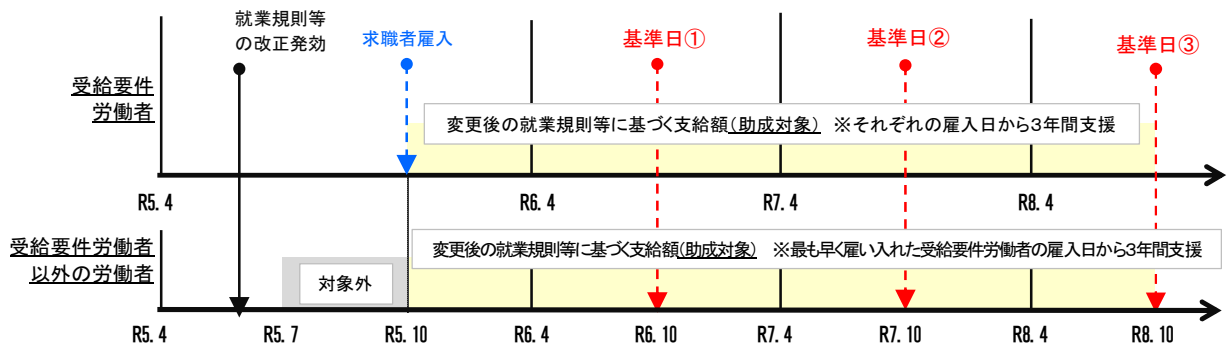 就業規則等
の改正発効
求職者雇入
基準日①
基準日②
基準日③
受給要件
労働者
変更後の就業規則等に基づく支給額(助成対象) ※それぞれの雇入日から3年間支援
R5.4
R6.4
R7.4
R8.4
受給要件労働者
以外の労働者
変更後の就業規則等に基づく支給額(助成対象) ※最も早く雇い入れた受給要件労働者の雇入日から3年間支援
対象外
R5.4
R5.7
R5.10
R6.4
R6.10
R7.4
R7.10
R8.4
R8.10